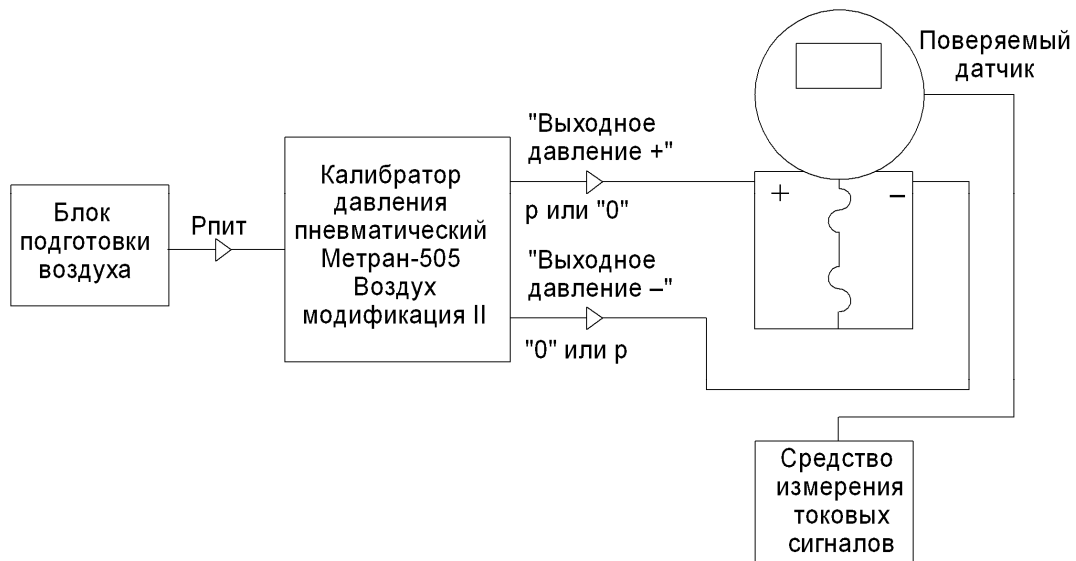 Поверяемый
датчик
"Выходное
давление +"
Калибратор
давления
пневматический
Метран-505
Воздух
модификация II
+
–
Блок
подготовки
воздуха
Рпит
р или "0"
"Выходное
давление –"
"0" или р
Средство
измерения
токовых
сигналов